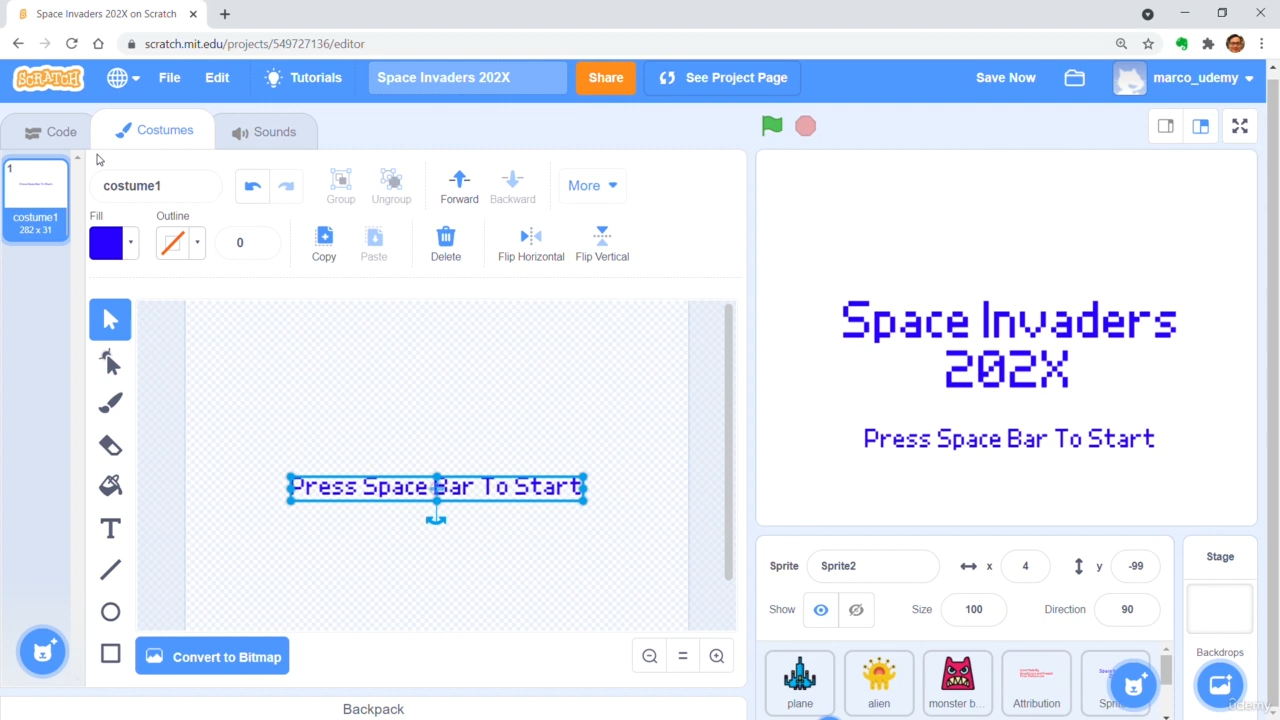 Space Invaders 202X on Scratch
scratch.mit.edu/projects/549727136/editor
SCRATCH
File
Edit
Tutorials
Space Invaders 202X
Share
See Project Page
Save Now
marco_udemy
Code
Costumes
Sounds
1
costume1
282 x 31
costume1
Group
Ungroup
Forward
Backward
More
Fill
Outline
0
Copy
Paste
Delete
Flip Horizontal
Flip Vertical
Press Space Bar To Start
Convert to Bitmap
Backpack
Space Invaders
202X
Press Space Bar To Start
Sprite
Sprite2
x
4
y
-99
Show
Size
100
Direction
90
plane
alien
monster b...
Attribution
Stage
Backdrops
udemy